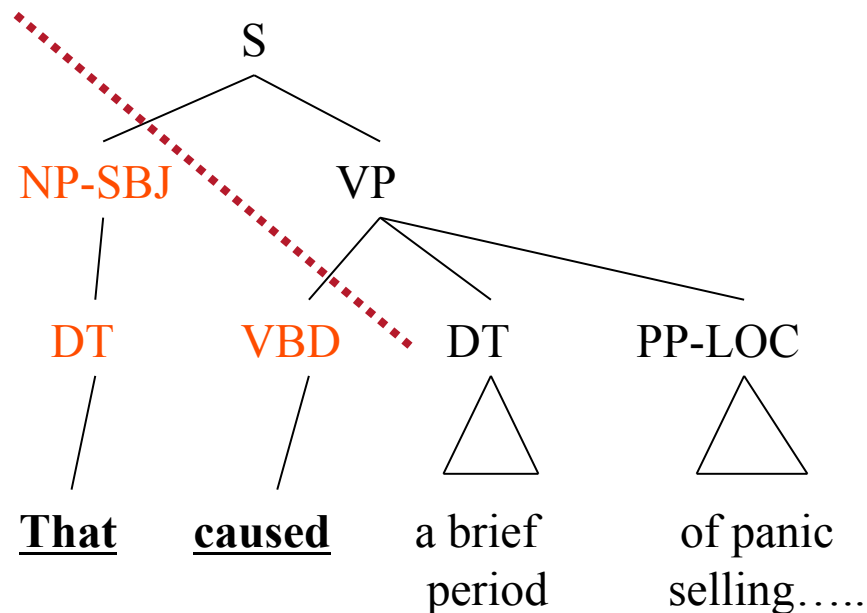 S
NP-SBJ VP
DT VBD DT PP-LOC
That caused a brief of panic
period selling…..